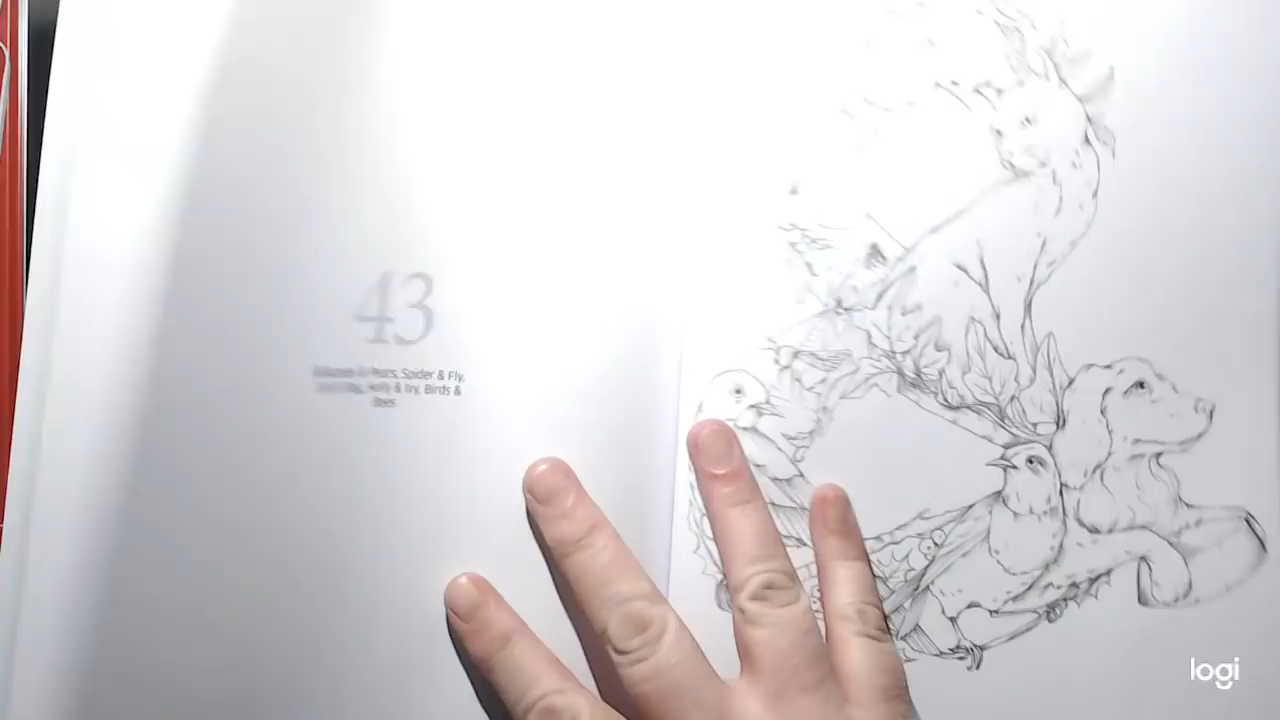 43
Pears, Spider & Fly,
Holly & Ivy, Birds &
Bees
logi